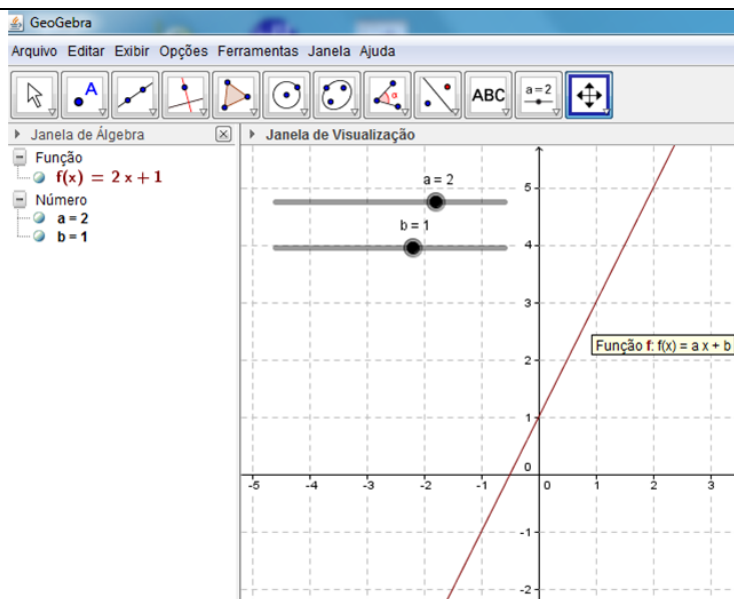 GeoGebra
Arquivo Editar Exibir Opções Ferramentas Janela Ajuda
A
α
ABC
a=2
Janela de Álgebra
Janela de Visualização
Função
f(x) = 2 x + 1
Número
a = 2
b = 1
a = 2
b = 1
5
4
3
Função f: f(x) = a x + b
2
1
0
-5 -4 -3 -2 -1 0 1 2 3
-1
-2